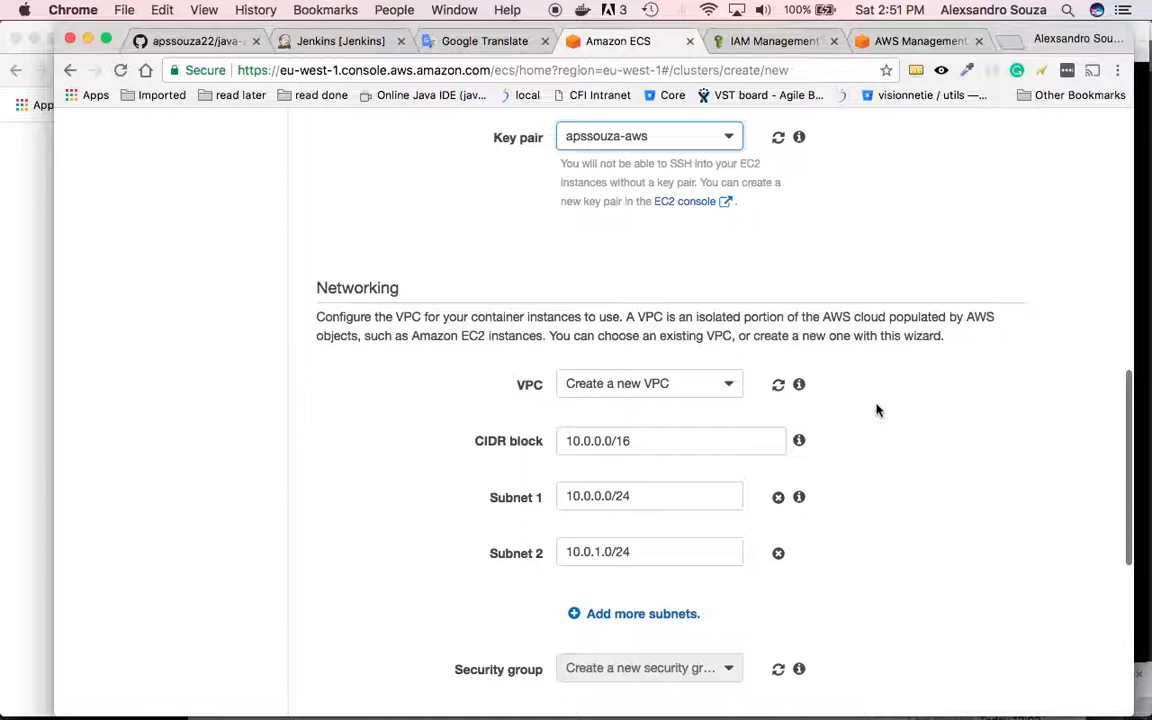 Chrome File Edit View History Bookmarks People Window Help 3 100% Sat 2:51 PM Alexsandro Souza
apssouza22/java- Jenkins [Jenkins] Google Translate Amazon ECS IAM Management AWS Management Alexsandro Sou...
Secure https://eu-west-1.console.aws.amazon.com/ecs/home?region=eu-west-1#/clusters/create/new
App Apps Imported read later read done Online Java IDE (jav... local CFI Intranet Core VST board - Agile B... visionnetie / utils —... Other Bookmarks
Key pair apssouza-aws
You will not be able to SSH into your EC2
instances without a key pair. You can create a
new key pair in the EC2 console .
Networking
Configure the VPC for your container instances to use. A VPC is an isolated portion of the AWS cloud populated by AWS
objects, such as Amazon EC2 instances. You can choose an existing VPC, or create a new one with this wizard.
VPC Create a new VPC
CIDR block 10.0.0.0/16
Subnet 1 10.0.0.0/24
Subnet 2 10.0.1.0/24
Add more subnets.
Security group Create a new security gr...